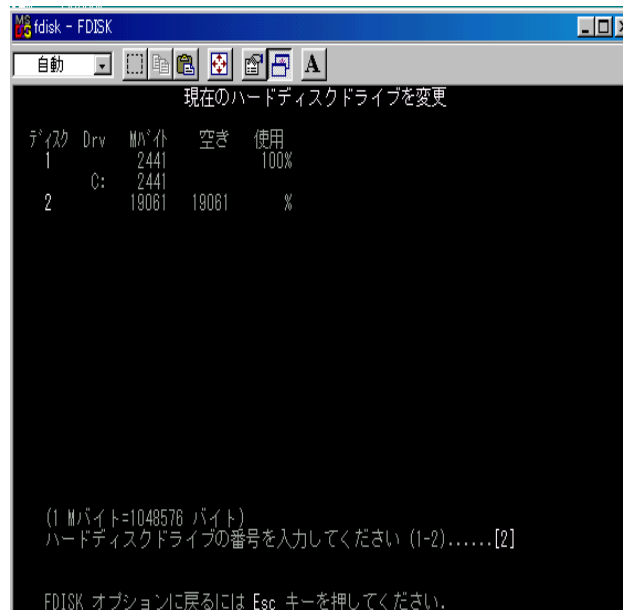 MS
DOS
fdisk - FDISK
自動
A
現在のハードディスクドライブを変更
ﾃﾞｨｽｸ Drv Mﾊﾞｲﾄ 空き 使用
1 2441 100%
C: 2441
2 19061 19061 %
(1 Mバイト=1048576 バイト)
ハードディスクドライブの番号を入力してください (1-2)......[2]
FDISK オプションに戻るには Esc キーを押してください.